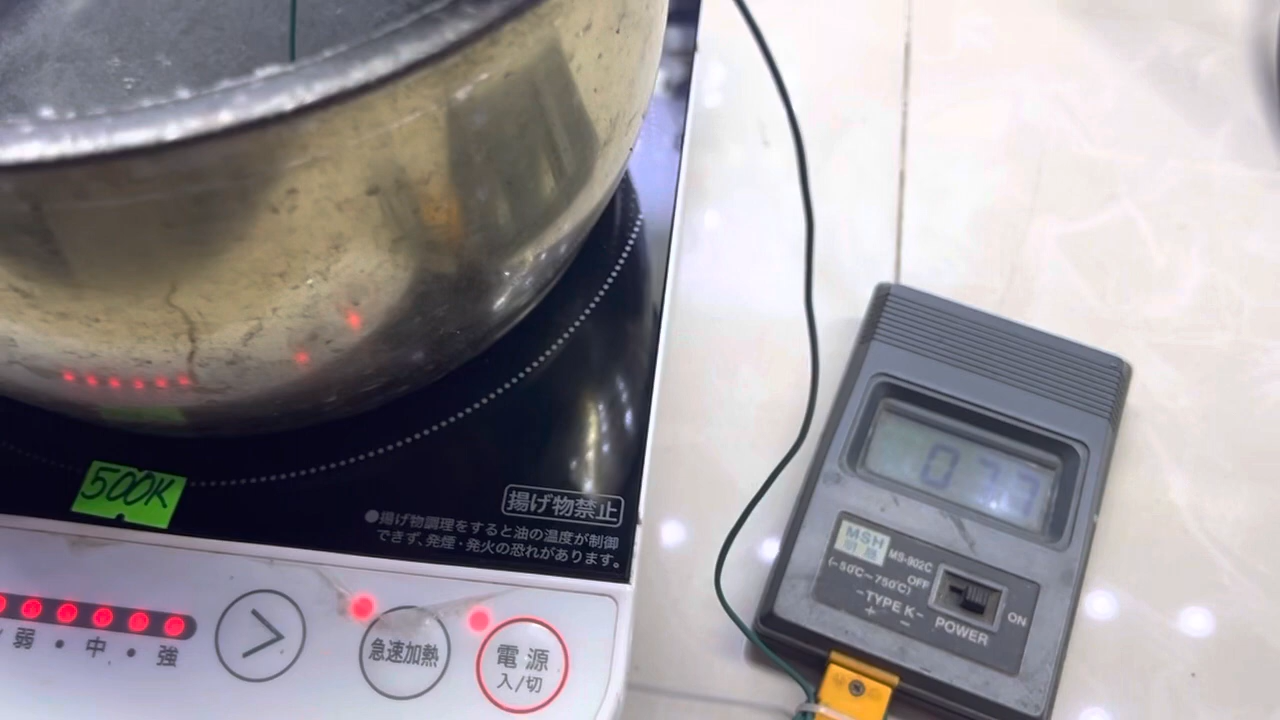 500K
揚げ物禁止
●揚げ物調理をすると油の温度が制御
できず、発煙・発火の恐れがあります。
弱・中・強
急速加熱
電源
入/切
MSH
MS-902C
(-50℃~750℃)
OFF
ON
-TYPE K-
+ -
POWER